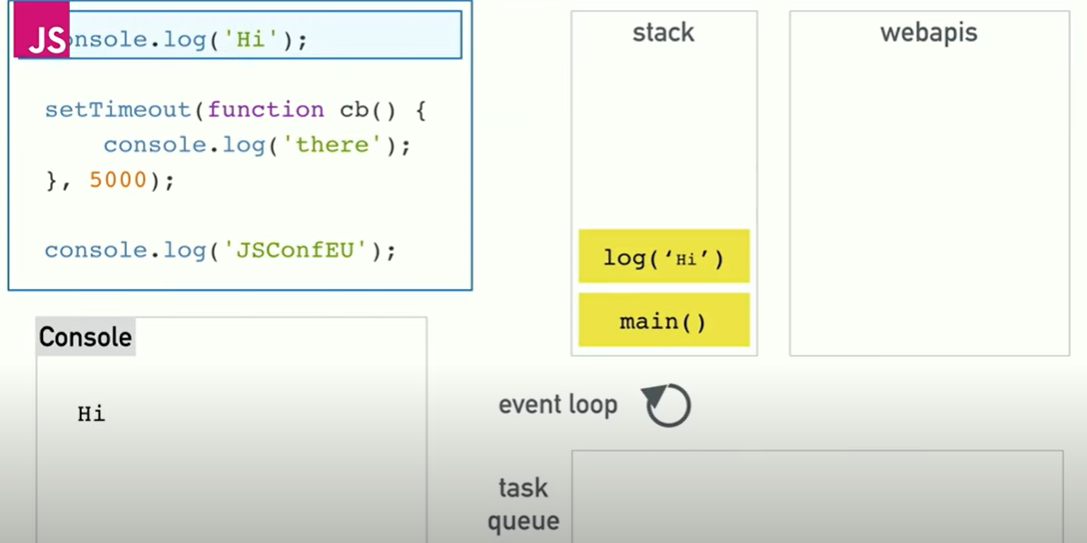 JS
onsole.log('Hi');
setTimeout(function cb() {
    console.log('there');
}, 5000);
console.log('JSConfEU');
Console
Hi
stack
log(‘Hi’)
main()
webapis
event loop
task
queue